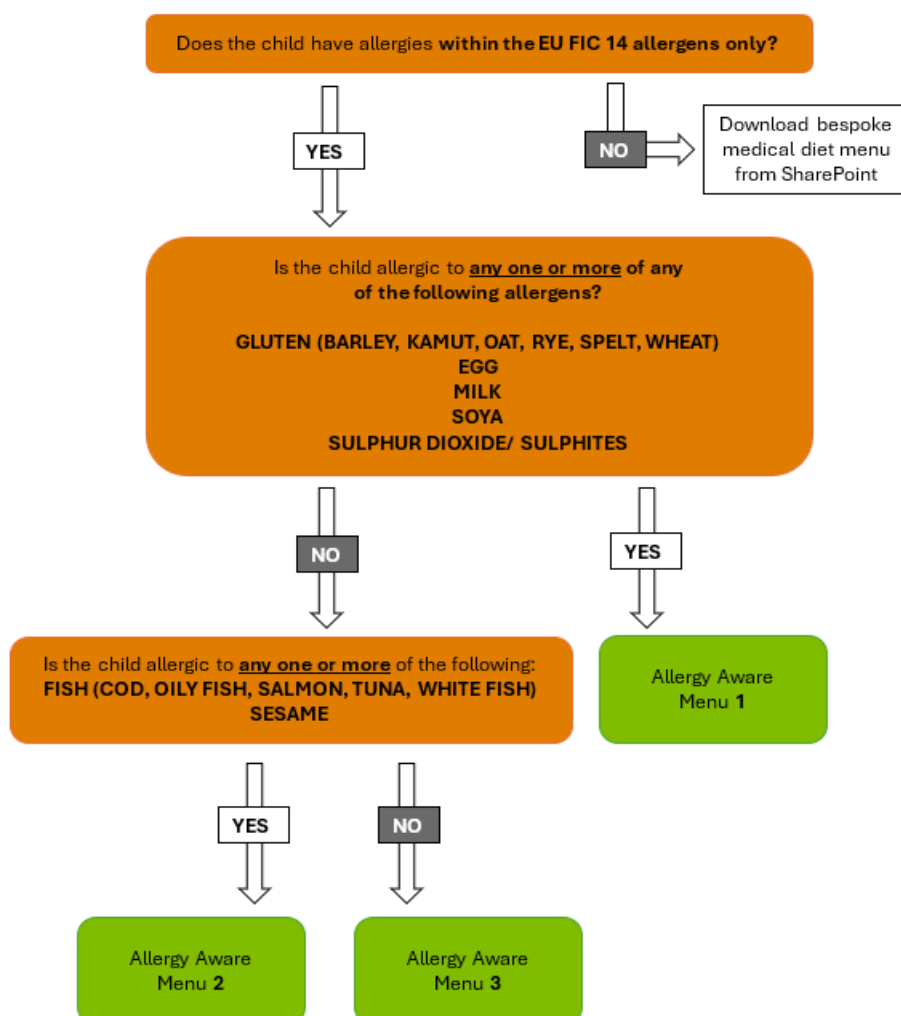 Does the child have allergies within the EU FIC 14 allergens only?
YES
NO
Download bespoke
medical diet menu
from SharePoint
Is the child allergic to any one or more of any
of the following allergens?
GLUTEN (BARLEY, KAMUT, OAT, RYE, SPELT, WHEAT)
EGG
MILK
SOYA
SULPHUR DIOXIDE/ SULPHITES
NO
YES
Is the child allergic to any one or more of the following:
FISH (COD, OILY FISH, SALMON, TUNA, WHITE FISH)
SESAME
Allergy Aware
Menu 1
YES
NO
Allergy Aware
Menu 2
Allergy Aware
Menu 3